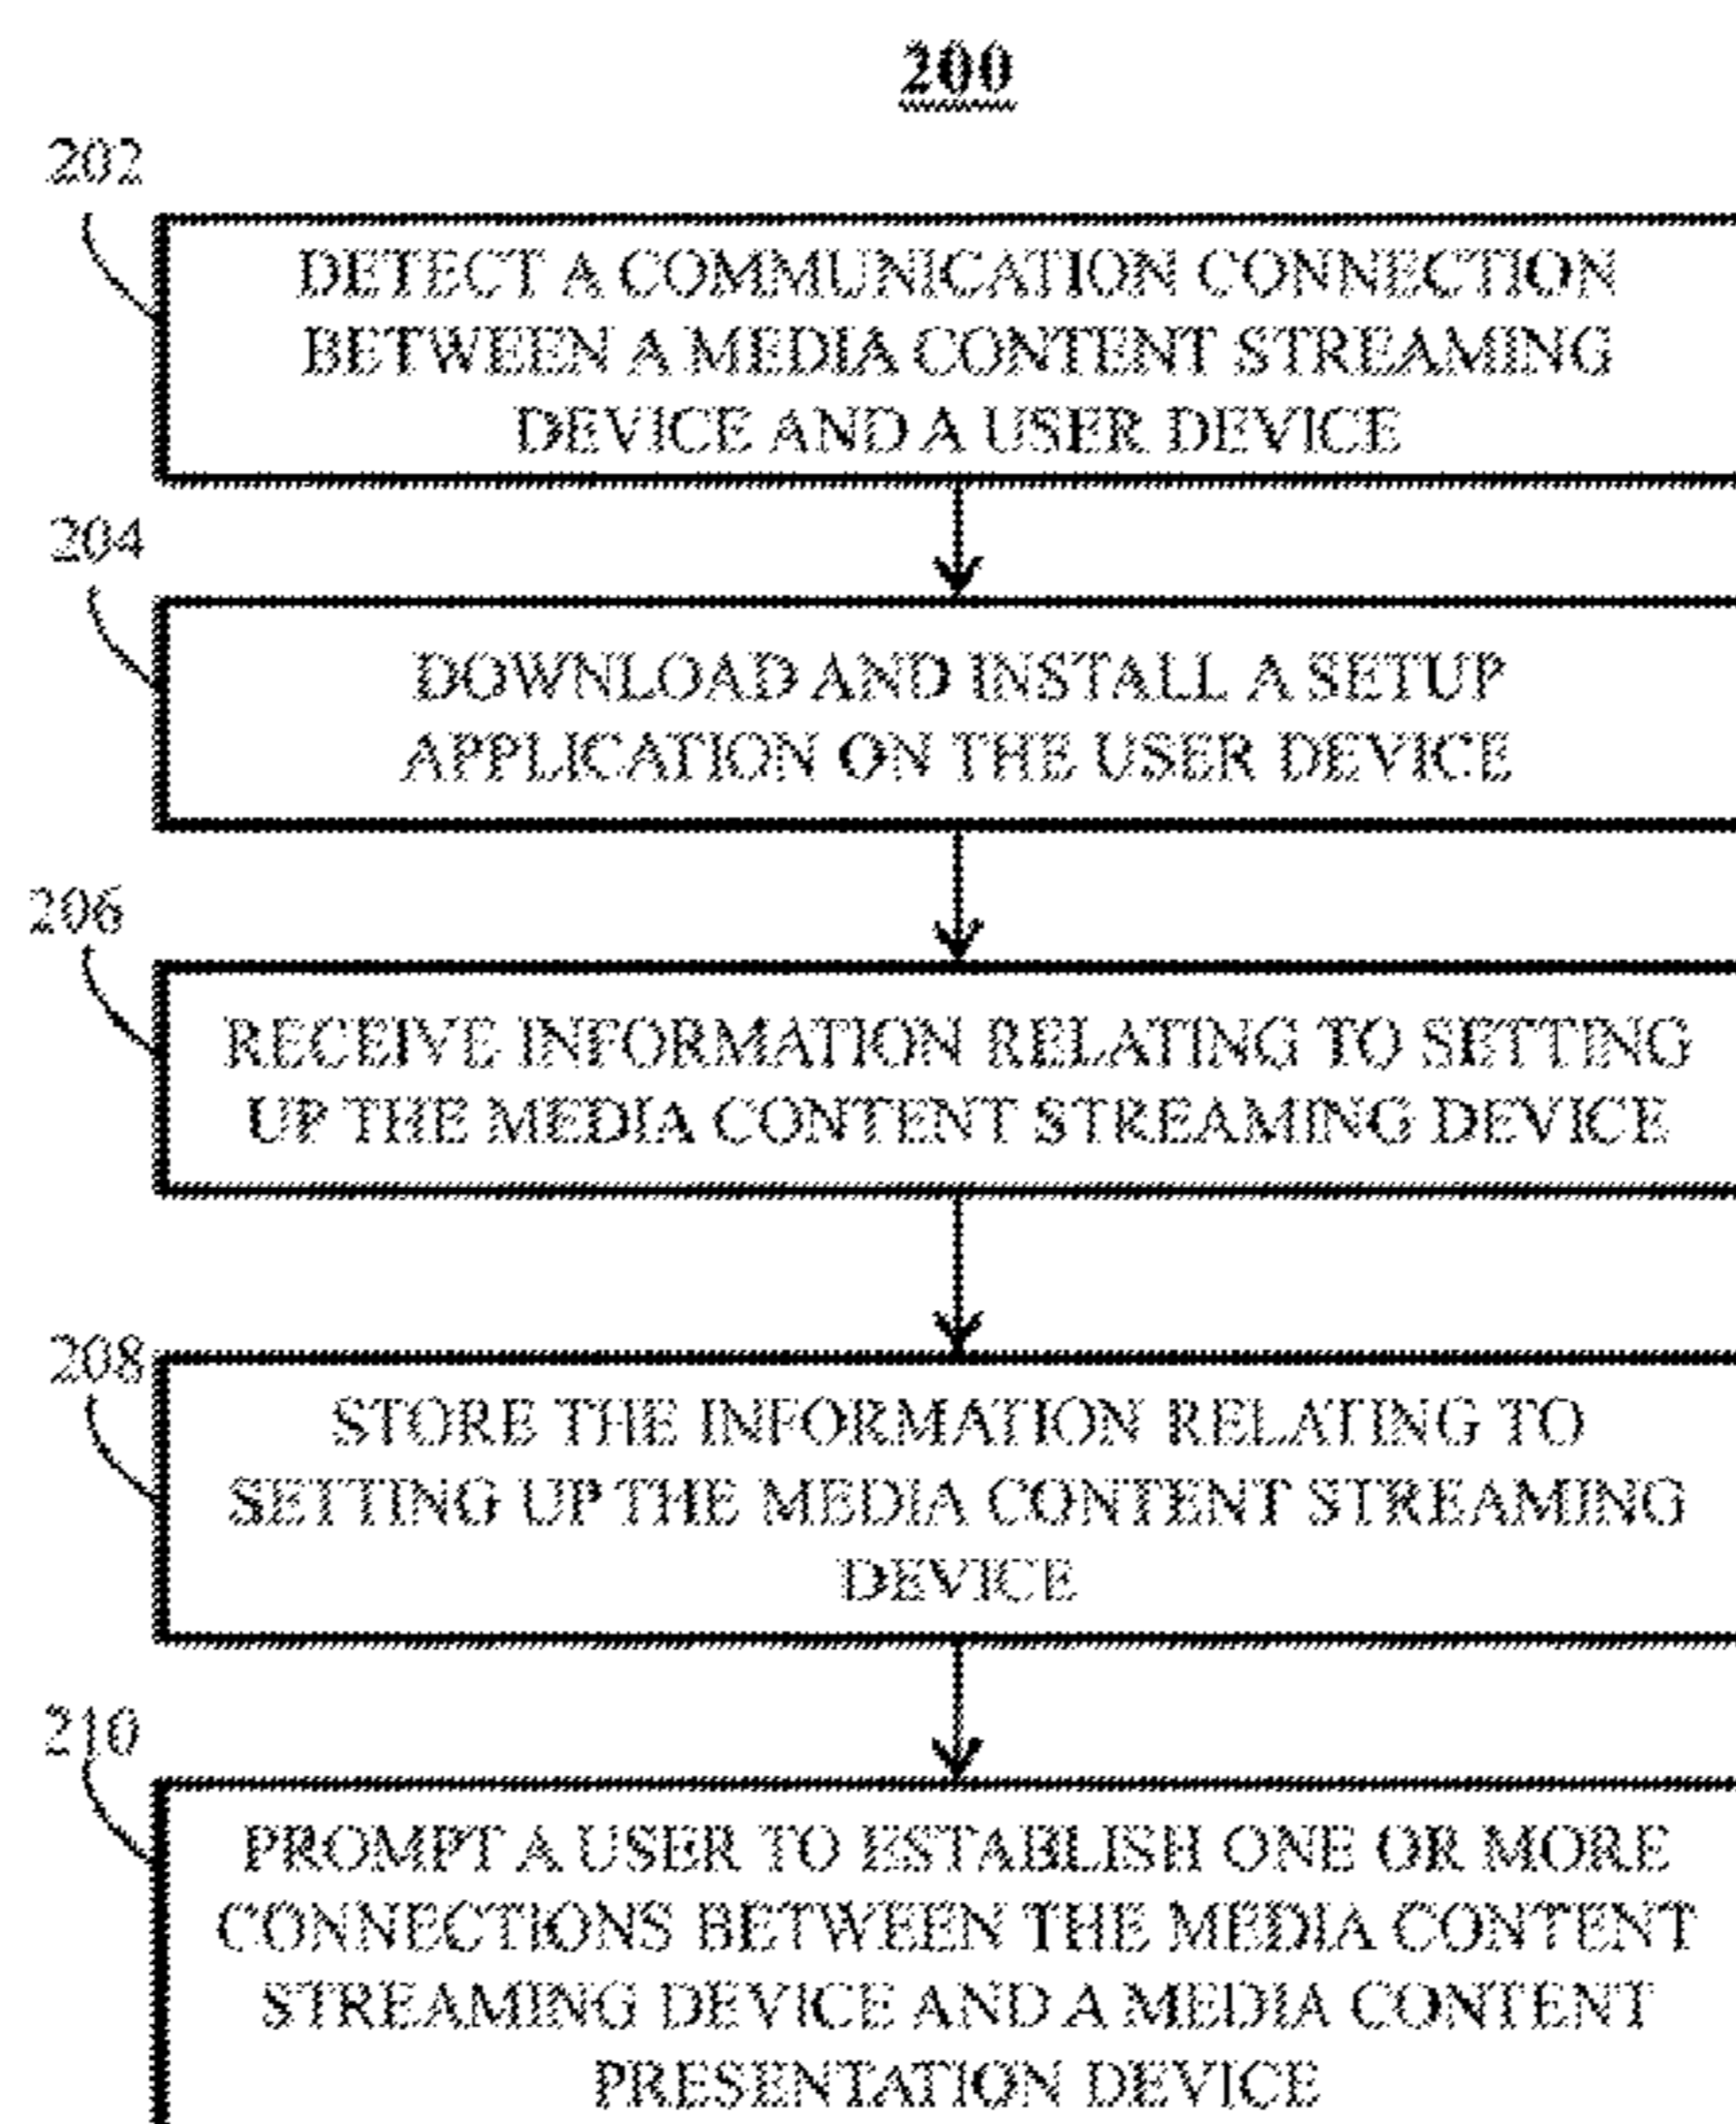 200
202
DETECT A COMMUNICATION CONNECTION
BETWEEN A MEDIA CONTENT STREAMING
DEVICE AND A USER DEVICE
204
DOWNLOAD AND INSTALL A SETUP
APPLICATION ON THE USER DEVICE
206
RECEIVE INFORMATION RELATING TO SETTING
UP THE MEDIA CONTENT STREAMING DEVICE
208
STORE THE INFORMATION RELATING TO
SETTING UP THE MEDIA CONTENT STREAMING
DEVICE
210
PROMPT A USER TO ESTABLISH ONE OR MORE
CONNECTIONS BETWEEN THE MEDIA CONTENT
STREAMING DEVICE AND A MEDIA CONTENT
PRESENTATION DEVICE